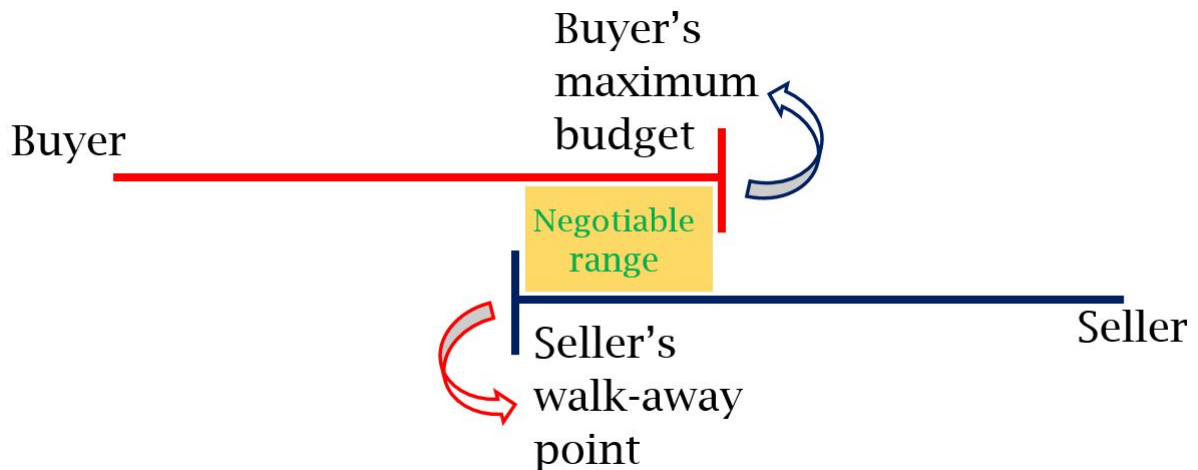 Buyer's
maximum
budget
Buyer
Negotiable
range
Seller
Seller's
walk-away
point